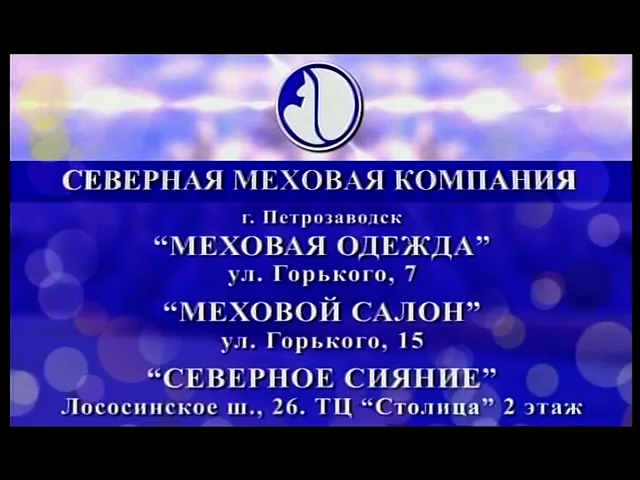 СЕВЕРНАЯ МЕХОВАЯ КОМПАНИЯ
г. Петрозаводск
“МЕХОВАЯ ОДЕЖДА”
ул. Горького, 7
“МЕХОВОЙ САЛОН”
ул. Горького, 15
“СЕВЕРНОЕ СИЯНИЕ”
Лососинское ш., 26. ТЦ “Столица” 2 этаж